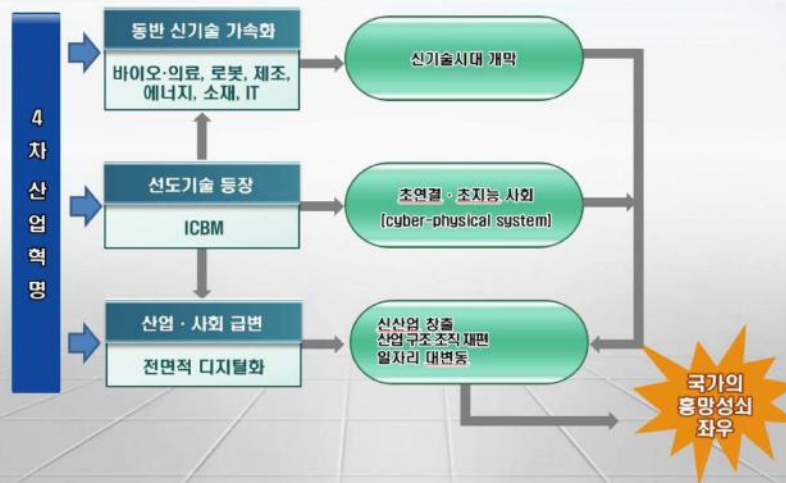 4차 산업혁명
동반 신기술 가속화
바이오·의료, 로봇, 제조,
에너지, 소재, IT
신기술시대 개막
선도기술 등장
ICBM
초연결·초지능 사회
[cyber-physical system]
산업·사회 급변
전면적 디지털화
신산업 창출
산업구조조직재편
일자리 대변동
국가의
흥망성쇠
좌우